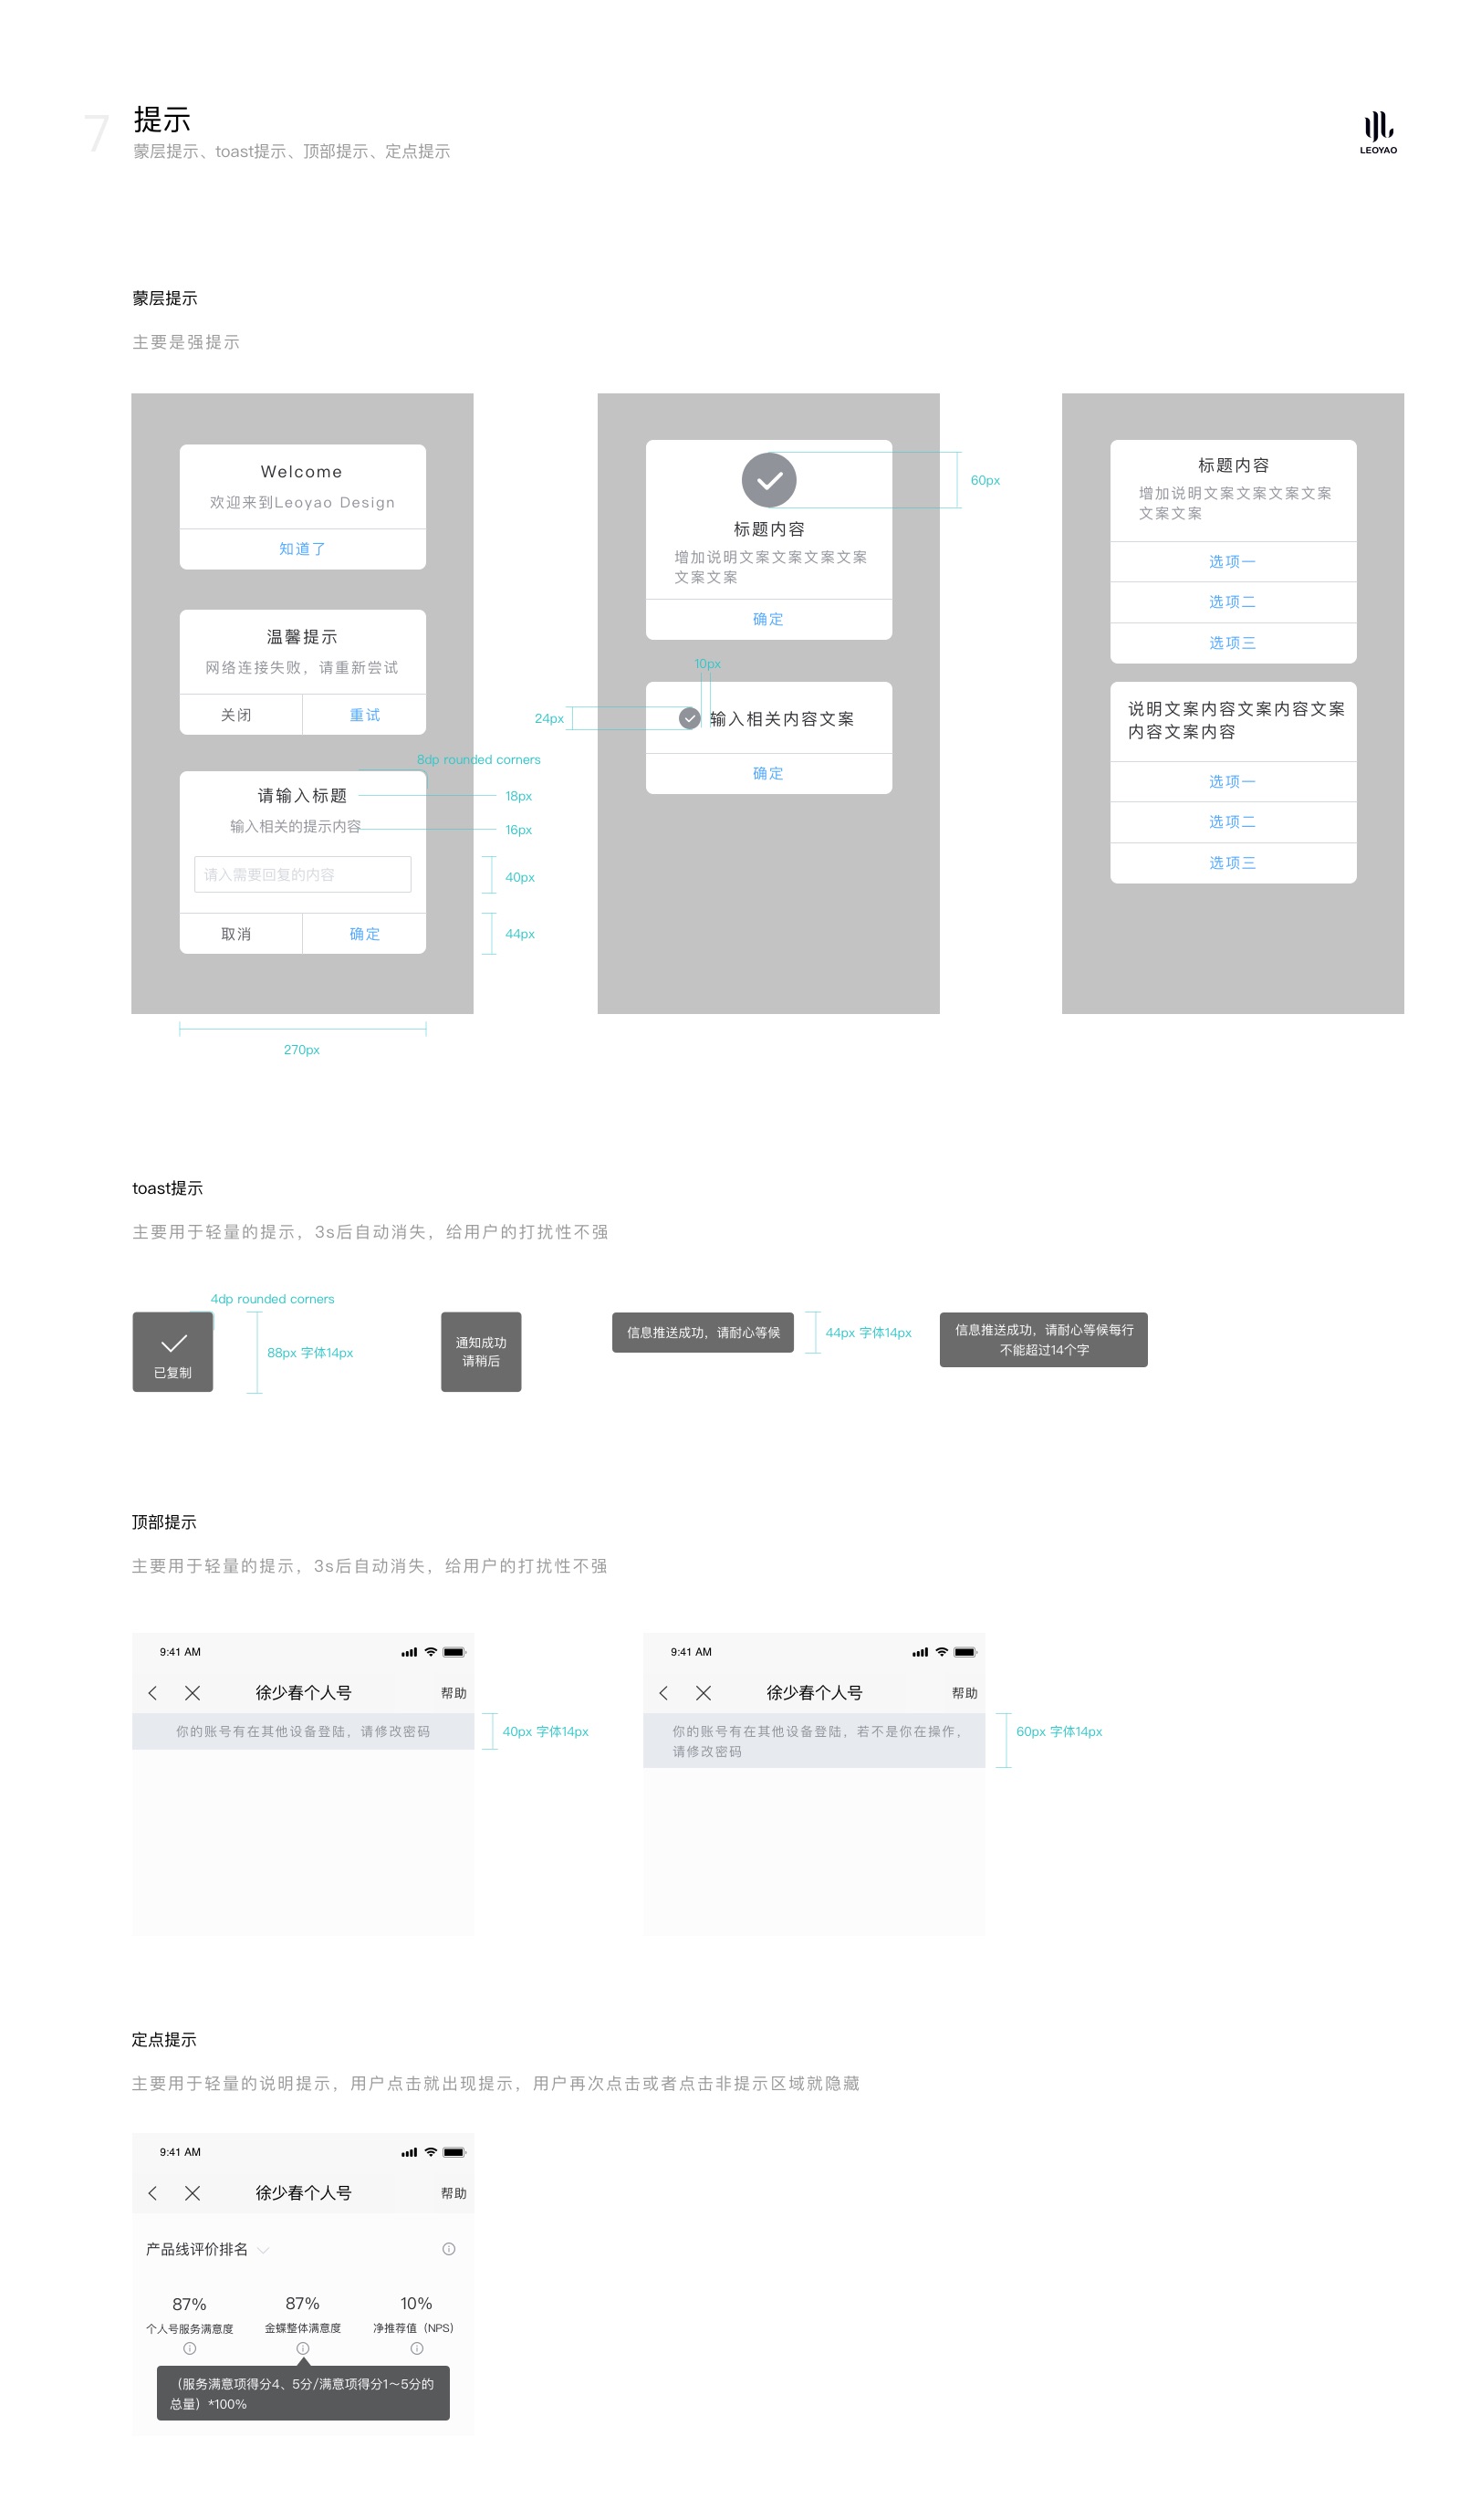 7
提示
蒙层提示、toast提示、顶部提示、定点提示
LEOYAO
蒙层提示
主要是强提示
Welcome
欢迎来到Leoyao Design
知道了
温馨提示
网络连接失败，请重新尝试
关闭
重试
8dp rounded corners
请输入标题
18px
输入相关的提示内容
16px
请入需要回复的内容
40px
取消
确定
44px
270px
60px
标题内容
增加说明文案文案文案文案
文案文案
确定
10px
24px
输入相关内容文案
确定
标题内容
增加说明文案文案文案文案
文案文案
选项一
选项二
选项三
说明文案内容文案内容文案
内容文案内容
选项一
选项二
选项三
toast提示
主要用于轻量的提示，3s后自动消失，给用户的打扰性不强
4dp rounded corners
已复制
88px 字体14px
通知成功
请稍后
信息推送成功，请耐心等候
44px 字体14px
信息推送成功，请耐心等候每行
不能超过14个字
顶部提示
主要用于轻量的提示，3s后自动消失，给用户的打扰性不强
9:41 AM
徐少春个人号
帮助
你的账号有在其他设备登陆，请修改密码
40px 字体14px
9:41 AM
徐少春个人号
帮助
你的账号有在其他设备登陆，若不是你在操作，
请修改密码
60px 字体14px
定点提示
主要用于轻量的说明提示，用户点击就出现提示，用户再次点击或者点击非提示区域就隐藏
9:41 AM
徐少春个人号
帮助
产品线评价排名
87%
87%
10%
个人号服务满意度
金蝶整体满意度
净推荐值（NPS）
（服务满意项得分4、5分/满意项得分1～5分的
总量）*100%